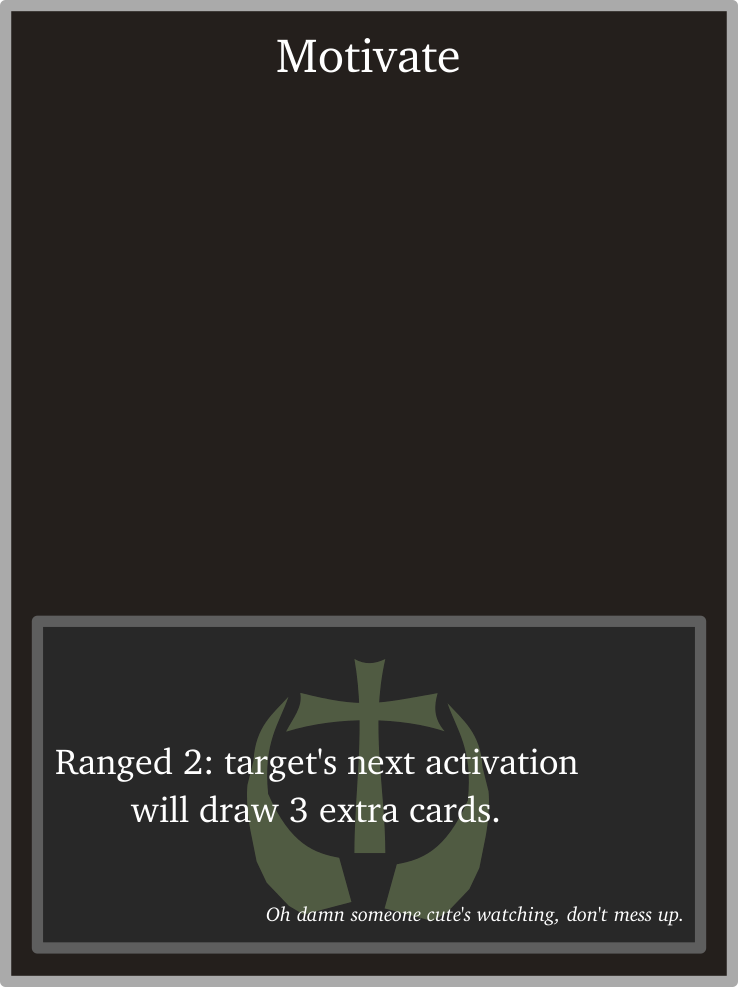 Motivate
Ranged 2: target's next activation
will draw 3 extra cards.
Oh damn someone cute's watching, don't mess up.